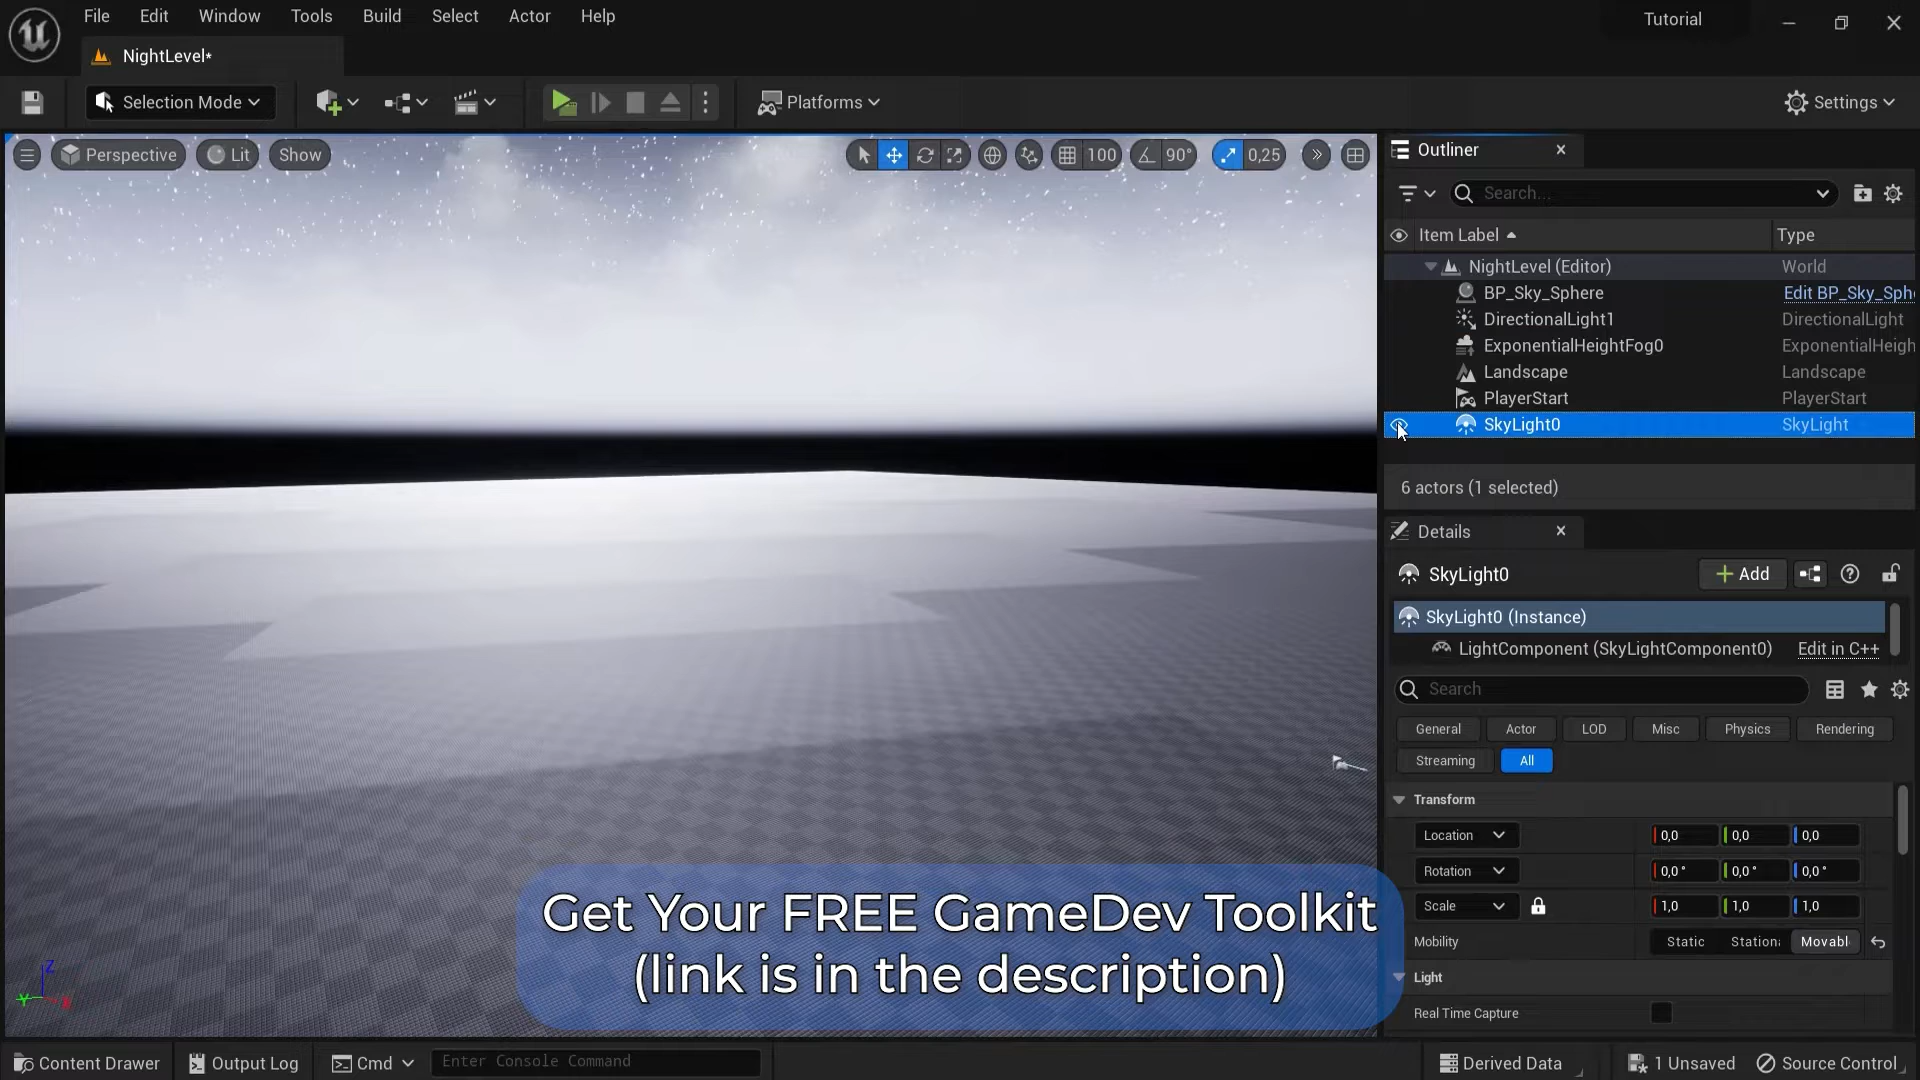 File Edit Window Tools Build Select Actor Help
Tutorial
NightLevel*
Selection Mode
Platforms
Settings
Perspective Lit Show
100 90° 0,25
Outliner
Search...
Item Label Type
NightLevel (Editor) World
BP_Sky_Sphere Edit BP_Sky_Sph
DirectionalLight1 DirectionalLight
ExponentialHeightFog0 ExponentialHeigh
Landscape Landscape
PlayerStart PlayerStart
SkyLight0 SkyLight
6 actors (1 selected)
Details
SkyLight0 Add
SkyLight0 (Instance)
LightComponent (SkyLightComponent0) Edit in C++
Search
General Actor LOD Misc Physics Rendering
Streaming All
Transform
Location 0,0 0,0 0,0
Rotation 0,0° 0,0° 0,0°
Scale 1,0 1,0 1,0
Mobility Static Station Movabl
Light
Real Time Capture
Get Your FREE GameDev Toolkit
(link is in the description)
Z
Y X
Content Drawer Output Log Cmd Enter Console Command Derived Data 1 Unsaved Source Control